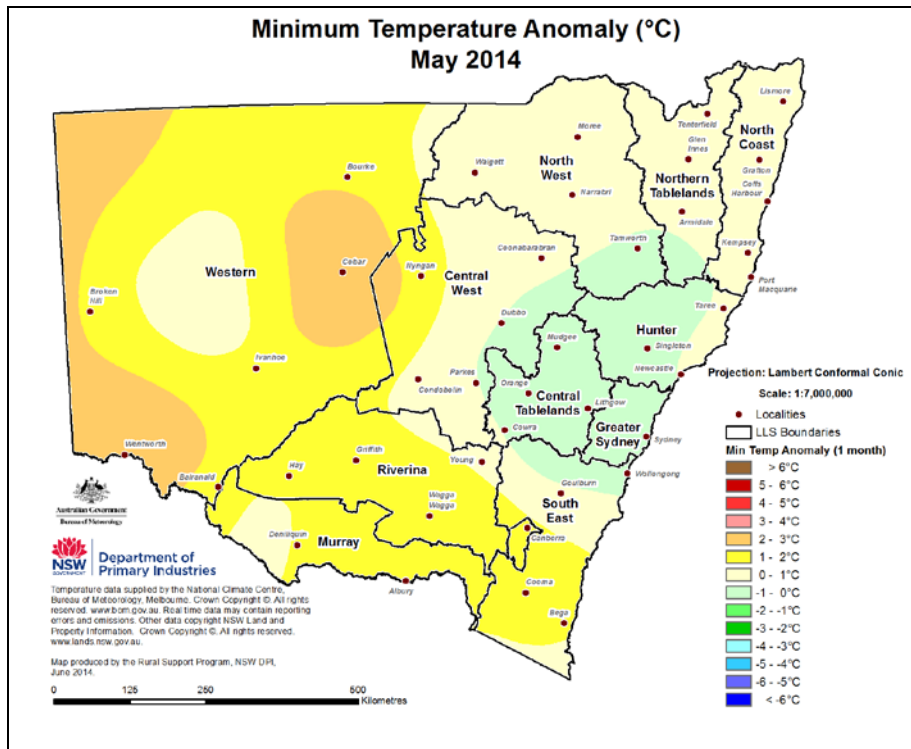 Minimum Temperature Anomaly (°C)
May 2014
Lismore
Tenterfield
North
Coast
Moree
Glen
Innes
North
West
Walgett
Grafton
Bourke
Northern
Tablelands
Coffs
Harbour
Narrabri
Armidale
Coonabarabran
Tamworth
Kempsey
Western
Cobar
Nyngan
Central
West
Port
Macquarie
Broken
Hill
Taree
Dubbo
Hunter
Mudgee
Singleton
Ivanhoe
Newcastle
Parkes
Condobolin
Orange
Central
Tablelands
Lithgow
Greater
Sydney
Sydney
Cowra
Wentworth
Griffith
Young
Wollongong
Balranald
Hay
Riverina
Goulburn
South
East
Wagga
Wagga
Deniliquin
Murray
Canberra
Albury
Cooma
Bega
Projection: Lambert Conformal Conic
Scale: 1:7,000,000
Localities
LLS Boundaries
Min Temp Anomaly (1 month)
> 6°C
5 - 6°C
4 - 5°C
3 - 4°C
2 - 3°C
1 - 2°C
0 - 1°C
-1 - 0°C
-2 - -1°C
-3 - -2°C
-4 - -3°C
-5 - -4°C
-6 - -5°C
< -6°C
Australian Government
Bureau of Meteorology
NSW
GOVERNMENT
Department of
Primary Industries
Temperature data supplied by the National Climate Centre,
Bureau of Meteorology, Melbourne. Crown Copyright ©. All rights
reserved. www.bom.gov.au. Real time data may contain reporting
errors and omissions. Other data copyright NSW Land and
Property Information. Crown Copyright ©. All rights reserved.
www.lands.nsw.gov.au.
Map produced by the Rural Support Program, NSW DPI,
June 2014.
0 125 250 500
Kilometres